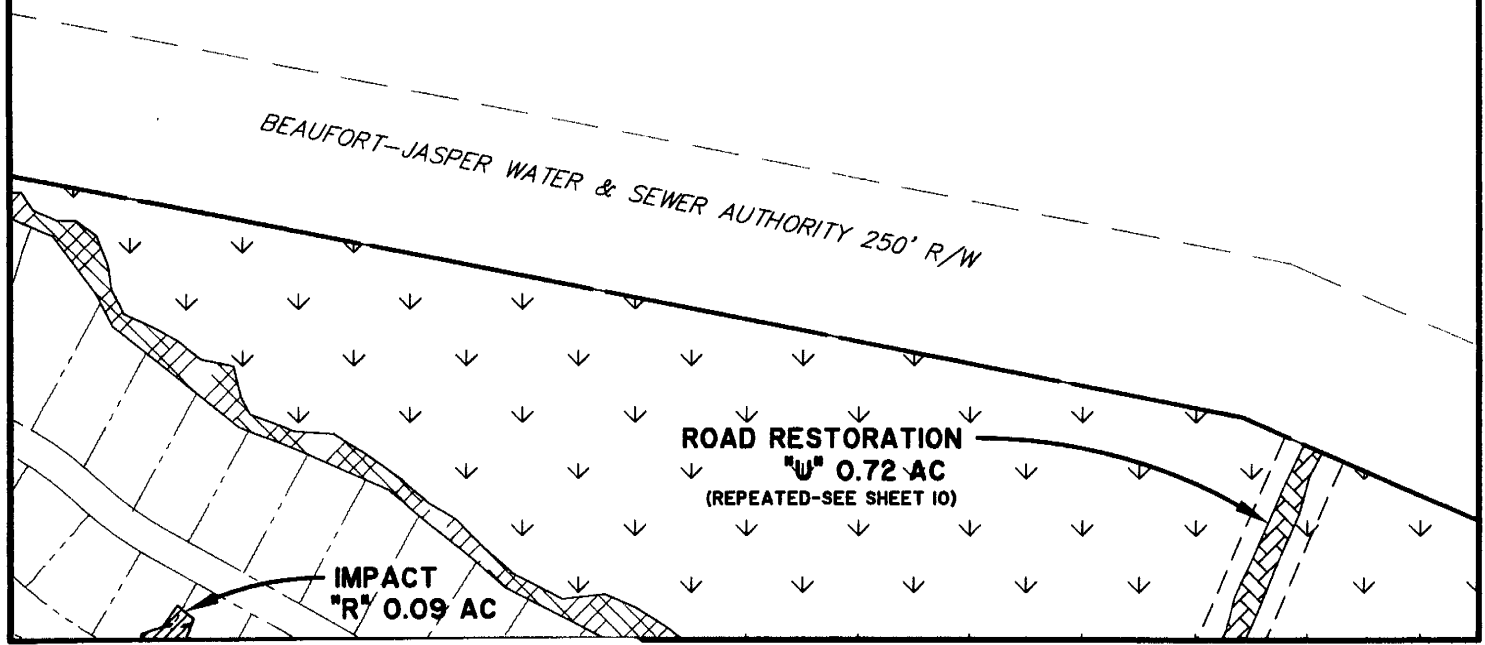 BEAUFORT-JASPER WATER & SEWER AUTHORITY 250' R/W
ROAD RESTORATION
"U" 0.72 AC
(REPEATED-SEE SHEET 10)
IMPACT
"R" 0.09 AC